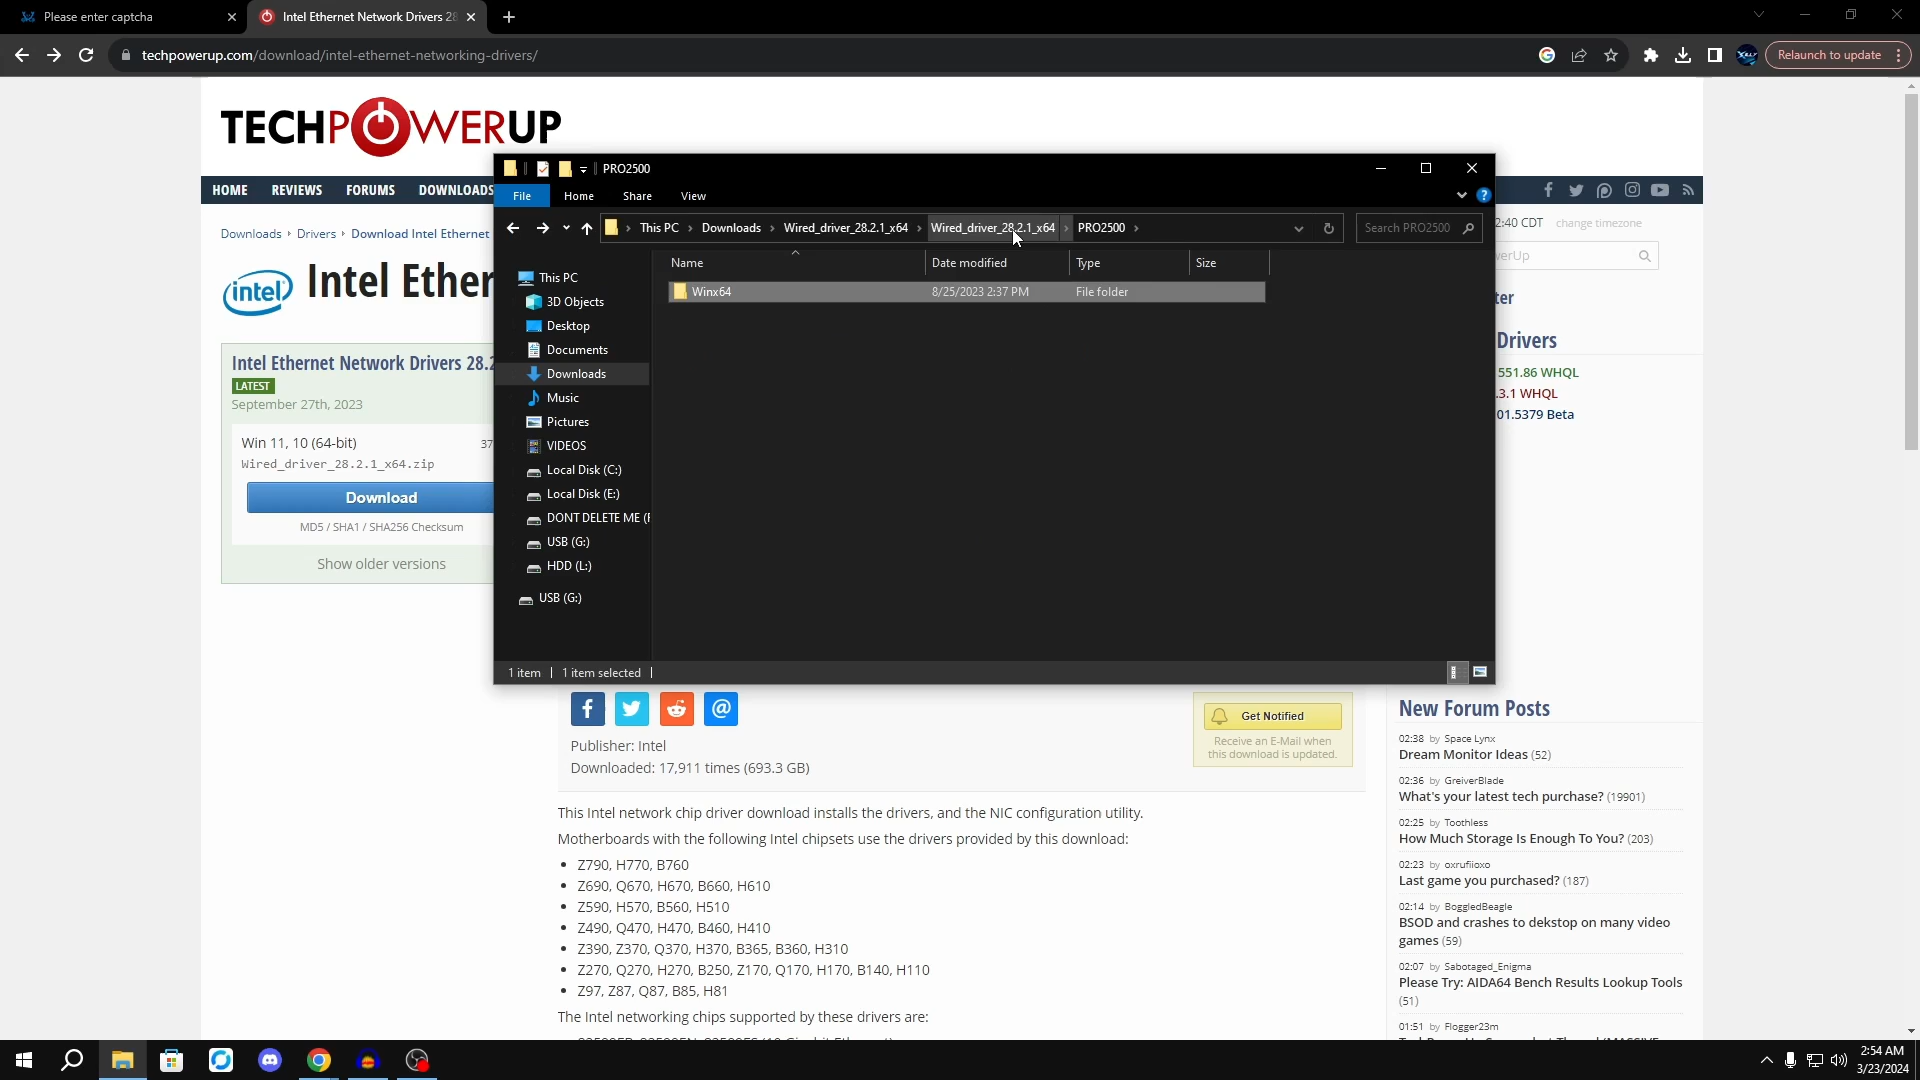 Please enter captcha
Intel Ethernet Network Drivers 28
techpowerup.com/download/intel-ethernet-networking-drivers/
Relaunch to update
TECHPOWERUP
HOME
REVIEWS
FORUMS
DOWNLOADS
2:40 CDT
change timezone
Downloads
Drivers
Download Intel Ethernet
intel
Intel Ether
Intel Ethernet Network Drivers 28.2
LATEST
September 27th, 2023
Win 11, 10 (64-bit)
37
Wired_driver_28.2.1_x64.zip
Download
MD5 / SHA1 / SHA256 Checksum
Show older versions
PRO2500
File
Home
Share
View
This PC
Downloads
Wired_driver_28.2.1_x64
Wired_driver_28.2.1_x64
PRO2500
Search PRO2500
Name
Date modified
Type
Size
Winx64
8/25/2023 2:37 PM
File folder
This PC
3D Objects
Desktop
Documents
Downloads
Music
Pictures
VIDEOS
Local Disk (C:)
Local Disk (E:)
DONT DELETE ME (F
USB (G:)
HDD (L:)
USB (G:)
1 item
1 item selected
werUp
ter
Drivers
551.86 WHQL
.3.1 WHQL
01.5379 Beta
Get Notified
Receive an E-Mail when
this download is updated.
Publisher: Intel
Downloaded: 17,911 times (693.3 GB)
This Intel network chip driver download installs the drivers, and the NIC configuration utility.
Motherboards with the following Intel chipsets use the drivers provided by this download:
Z790, H770, B760
Z690, Q670, H670, B660, H610
Z590, H570, B560, H510
Z490, Q470, H470, B460, H410
Z390, Z370, Q370, H370, B365, B360, H310
Z270, Q270, H270, B250, Z170, Q170, H170, B140, H110
Z97, Z87, Q87, B85, H81
The Intel networking chips supported by these drivers are:
New Forum Posts
02:38 by Space Lynx
Dream Monitor Ideas (52)
02:36 by GreiverBlade
What's your latest tech purchase? (19901)
02:25 by Toothless
How Much Storage Is Enough To You? (203)
02:23 by oxrufiioxo
Last game you purchased? (187)
02:14 by BoggledBeagle
BSOD and crashes to dekstop on many video
games (59)
02:07 by Sabotaged_Enigma
Please Try: AIDA64 Bench Results Lookup Tools
(51)
01:51 by Flogger23m
2:54 AM
3/23/2024